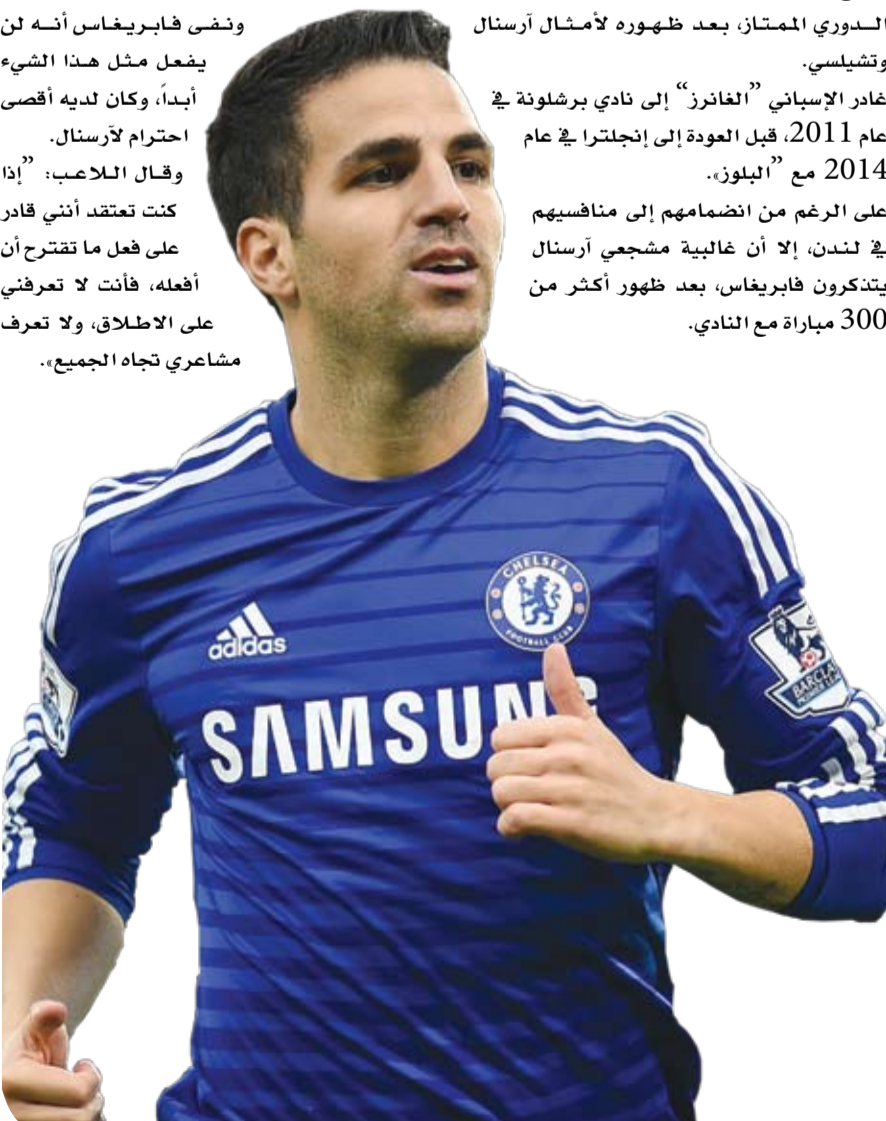 الـدوري الممتاز، بعد ظهوره لأمثال آرسنال
وتشيلسي.
غادر الإسباني ”الغانرز“ إلى نادي برشلونة في
عام 2011، قبل العودة إلى إنجلترا في عام
2014 مع ”البلوز».
على الرغم من انضمامهم إلى منافسيهم
في لندن، إلا أن غالبية مشجعي آرسنال
يتذكرون فابريغاس، بعد ظهور أكثر من
300 مباراة مع النادي.
ونفى فابريغاس أنه لن
يفعل مثل هذا الشيء
أبداً، وكان لديه أقصى
احترام لآرسنال.
وقال اللاعب: ”إذا
كنت تعتقد أنني قادر
على فعل ما تقترح أن
أفعله، فأنت لا تعرفني
على الاطلاق، ولا تعرف
مشاعري تجاه الجميع».
CHELSEA
FOOTBALL CLUB
adidas
BARCLA
PREMIER
SAMSUNG